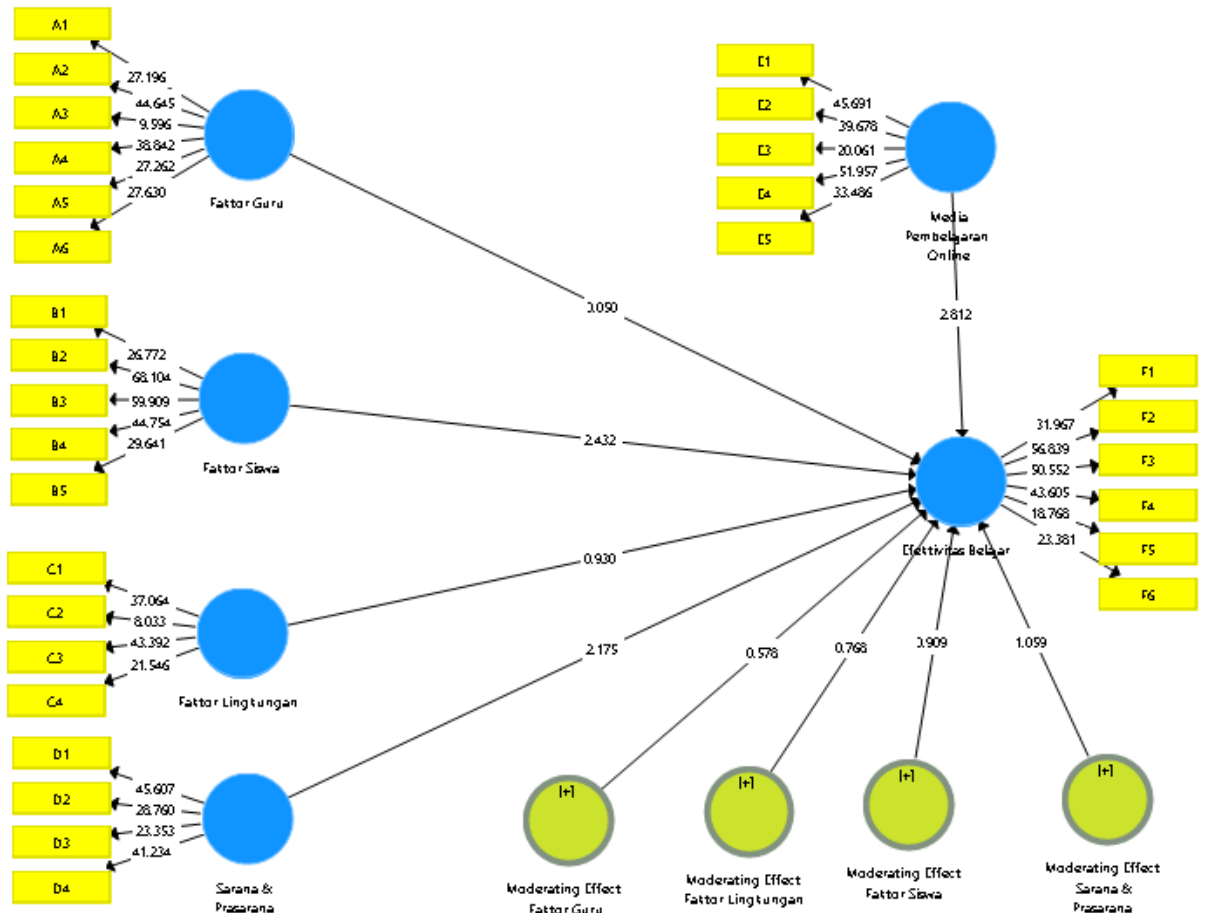 A1
A2
A3
A4
A5
A6
27.196
44.645
9.596
38.842
27.262
27.630
Faktor Guru
E1
E2
E3
E4
E5
45.691
39.678
20.061
51.957
33.486
Media
Pembelajaran
Online
2.812
B1
B2
B3
B4
B5
26.772
68.104
59.909
44.754
29.641
Faktor Siswa
2.432
F1
F2
F3
F4
F5
F6
31.967
56.839
50.552
43.605
18.768
23.381
Efektivitas Belajar
C1
C2
C3
C4
37.064
8.033
43.392
21.546
Faktor Lingkungan
0.930
D1
D2
D3
D4
45.607
28.760
23.353
41.234
Sarana &
Prasarana
2.175
0.578
0.768
1.059
[+]
[+]
[+]
[+]
Moderating Effect
Faktor Guru
Moderating Effect
Faktor Lingkungan
Moderating Effect
Faktor Siswa
Moderating Effect
Sarana &
Prasarana